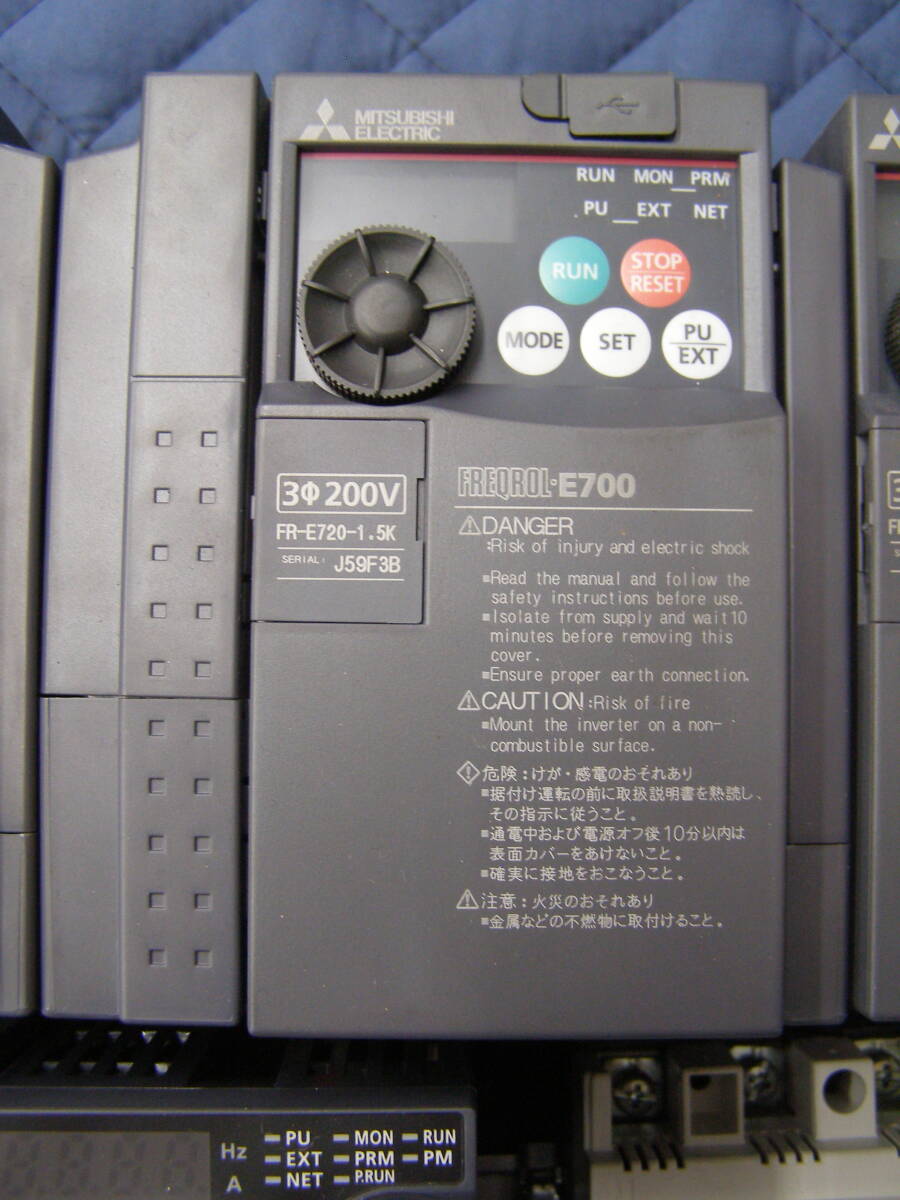 MITSUBISHI
ELECTRIC
RUN MON PRM
PU EXT NET
RUN
STOP
RESET
MODE
SET
PU
EXT
3Φ 200V
FR-E720-1.5K
SERIAL: J59F3B
FREQROL-E700
⚠DANGER
:Risk of injury and electric shock
■Read the manual and follow the
safety instructions before use.
■Isolate from supply and wait 10
minutes before removing this
cover.
■Ensure proper earth connection.
⚠CAUTION:Risk of fire
■Mount the inverter on a non-
combustible surface.
危険：けが・感電のおそれあり
■据付け運転の前に取扱説明書を熟読し、
その指示に従うこと。
■通電中および電源オフ後10分以内は
表面カバーをあけないこと。
■確実に接地をおこなうこと。
⚠注意：火災のおそれあり
■金属などの不燃物に取付けること。
Hz
A
PU MON RUN
EXT PRM PM
NET P.RUN